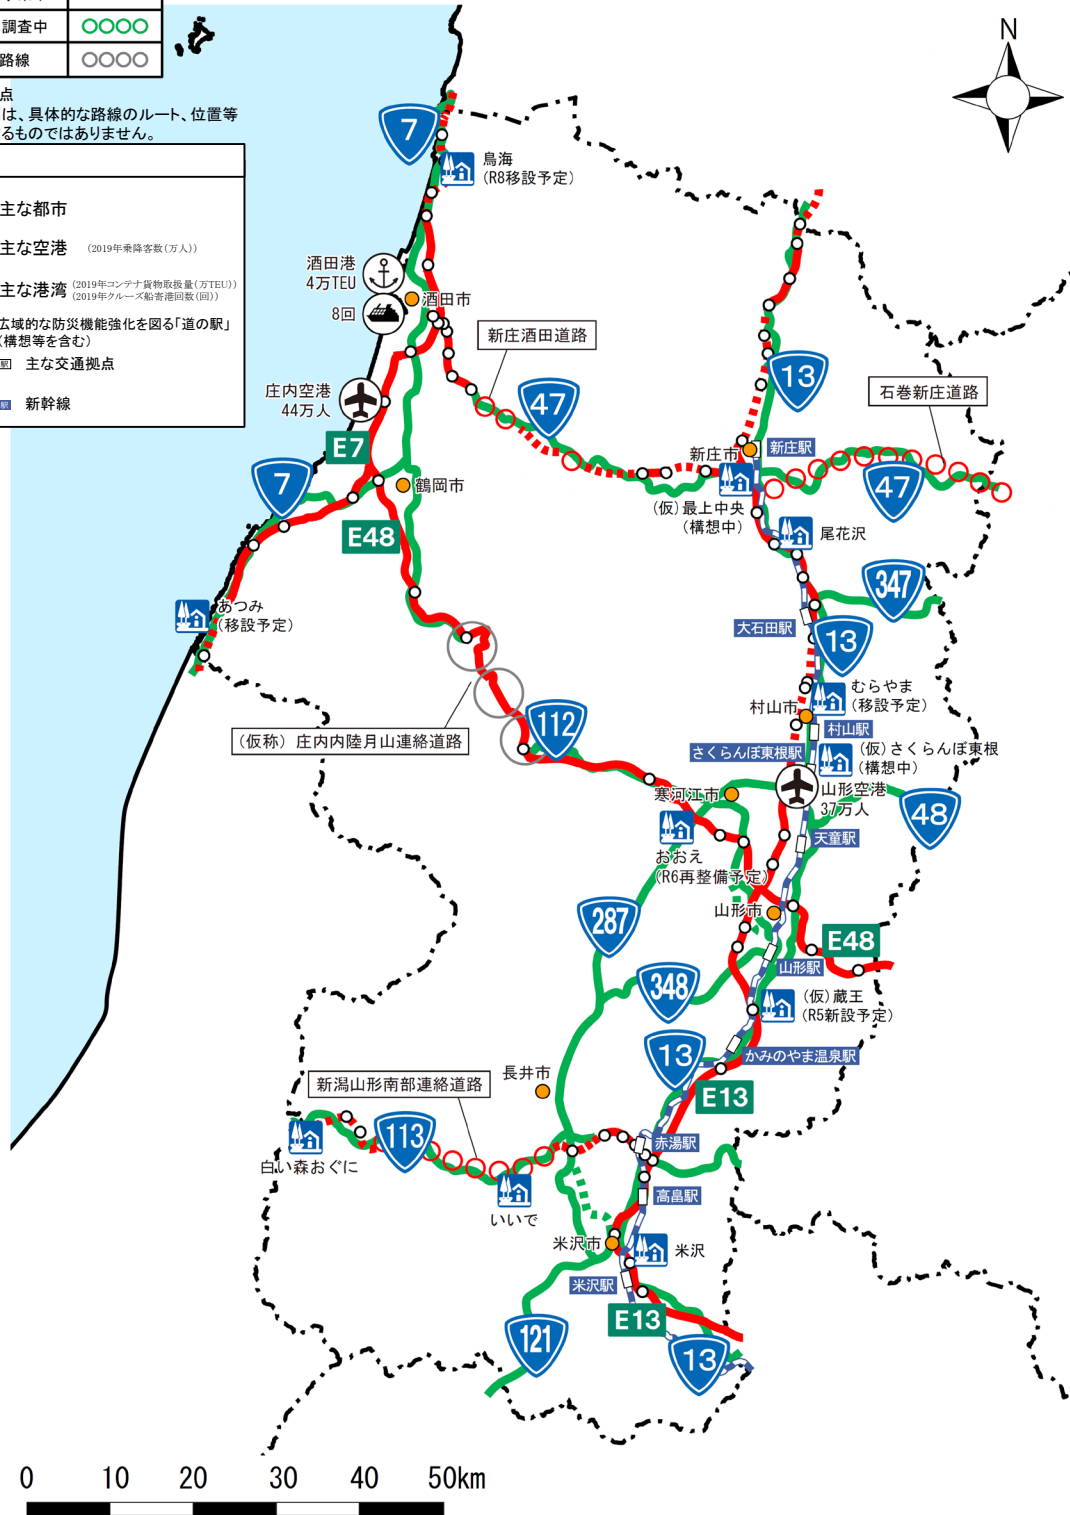 調査中
路線
点
は、具体的な路線のルート、位置等
るものではありません。
主な都市
主な空港 （2019年乗降客数（万人））
主な港湾 （2019年コンテナ貨物取扱量（万TEU））
（2019年クルーズ船寄港回数（回））
広域的な防災機能強化を図る「道の駅」
（構想等を含む）
駅 主な交通拠点
駅 新幹線
N
7
鳥海
（R8移設予定）
酒田港
4万TEU
8回
酒田市
新庄酒田道路
47
13
石巻新庄道路
庄内空港
44万人
E7
7
鶴岡市
E48
新庄市
新庄駅
47
（仮）最上中央
（構想中）
尾花沢
347
あつみ
（移設予定）
大石田駅
13
むらやま
（移設予定）
村山市
村山駅
（仮称）庄内内陸月山連絡道路
112
さくらんぼ東根駅
（仮）さくらんぼ東根
（構想中）
寒河江市
山形空港
37万人
48
天童駅
おおえ
（R6再整備予定）
287
山形市
E48
山形駅
348
（仮）蔵王
（R5新設予定）
13
かみのやま温泉駅
長井市
新潟山形南部連絡道路
E13
113
赤湯駅
白い森おぐに
高畠駅
いいで
米沢市
米沢
米沢駅
E13
121
13
0 10 20 30 40 50km